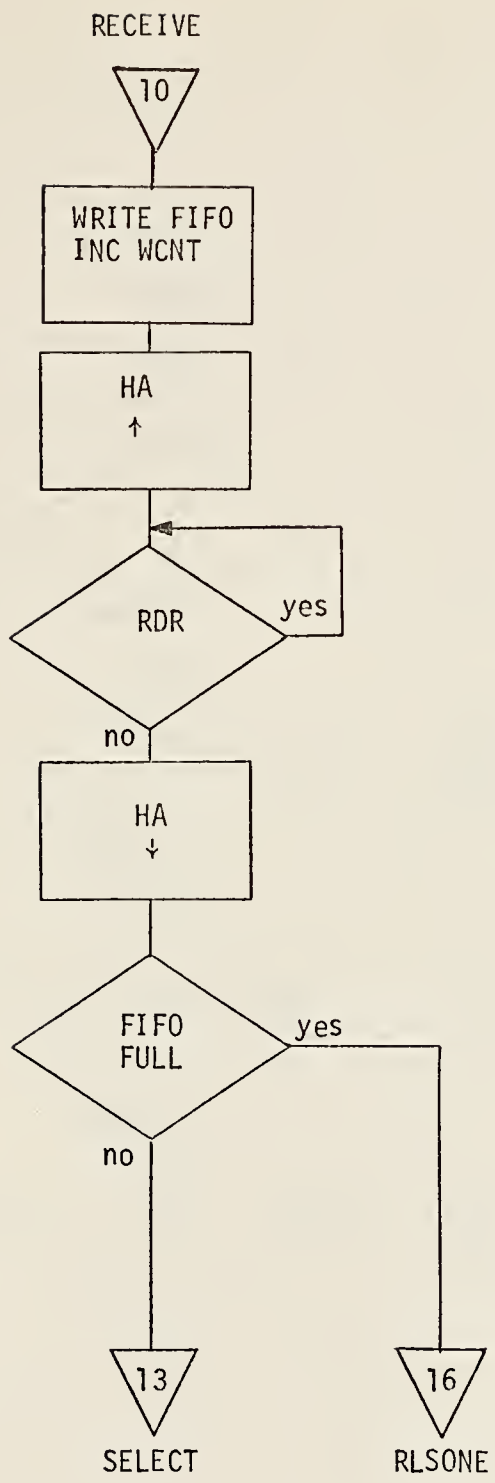 RECEIVE
10
WRITE FIFO
INC WCNT
HA
↑
RDR
yes
no
HA
↓
FIFO
FULL
yes
no
13
16
SELECT
RLSONE